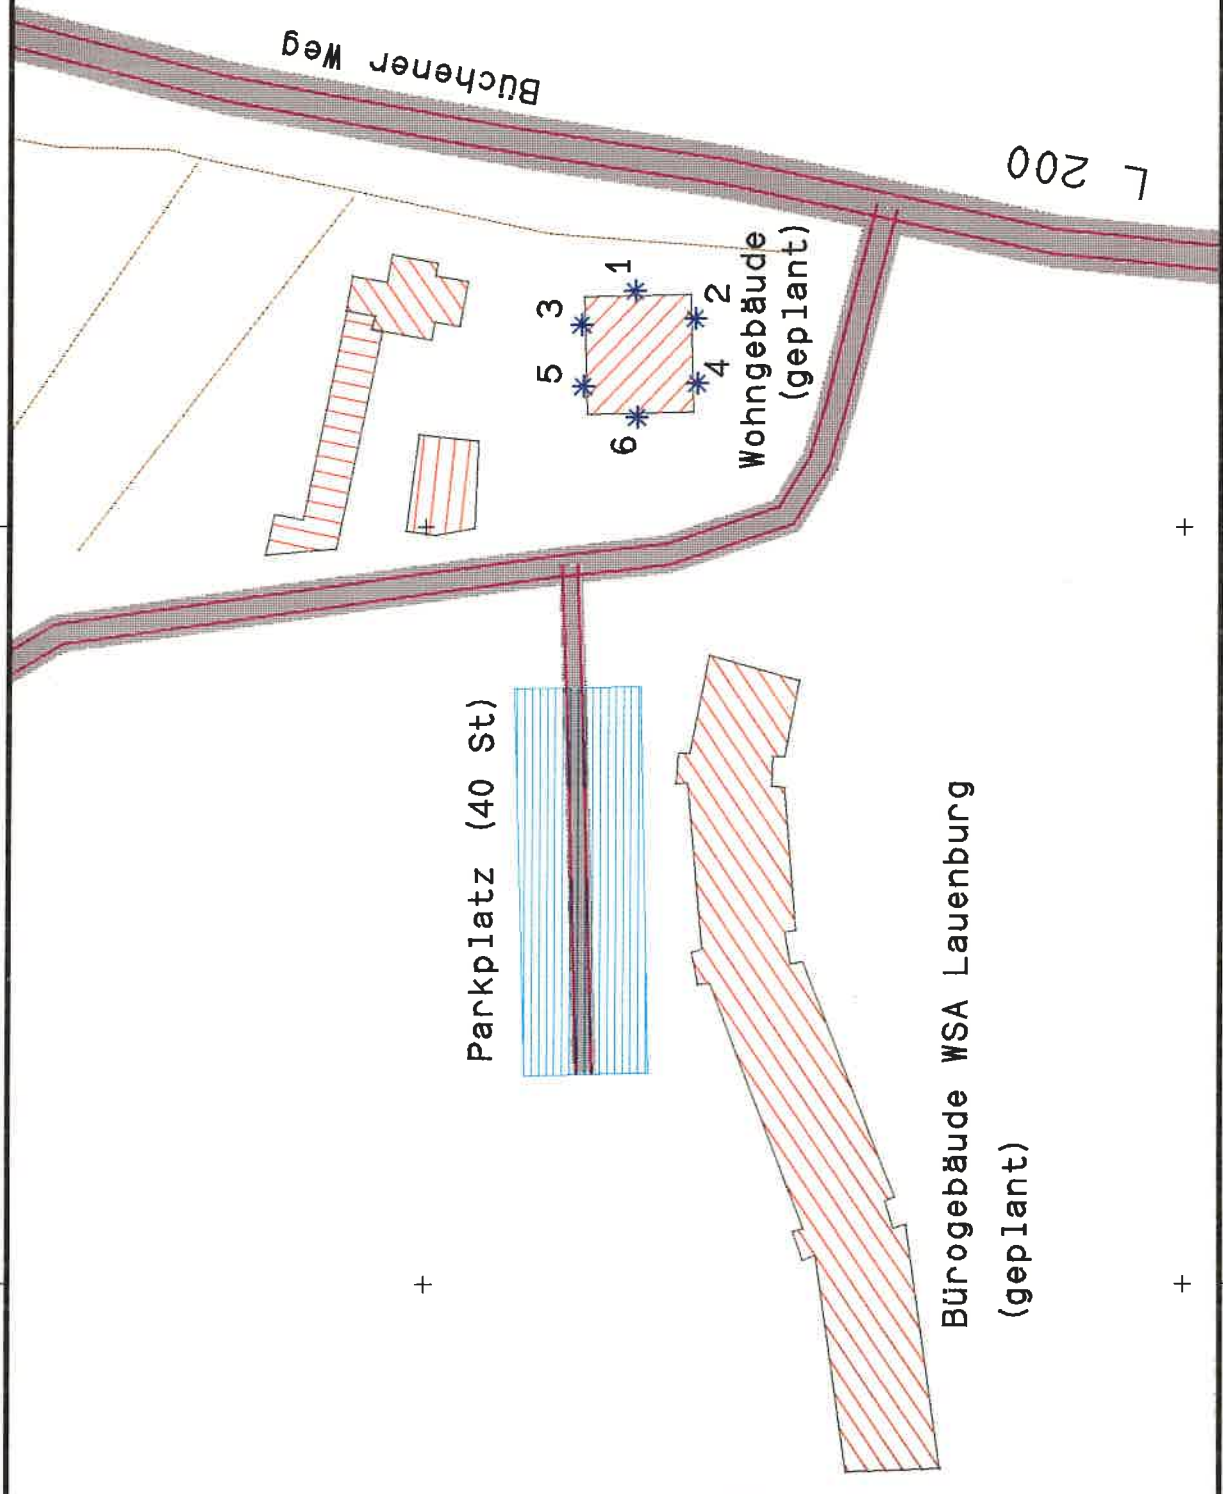 Büchener Weg
L 200
1
2
3
4
5
6
Wohngebäude
(geplant)
Parkplatz (40 St)
Bürogebäude WSA Lauenburg
(geplant)